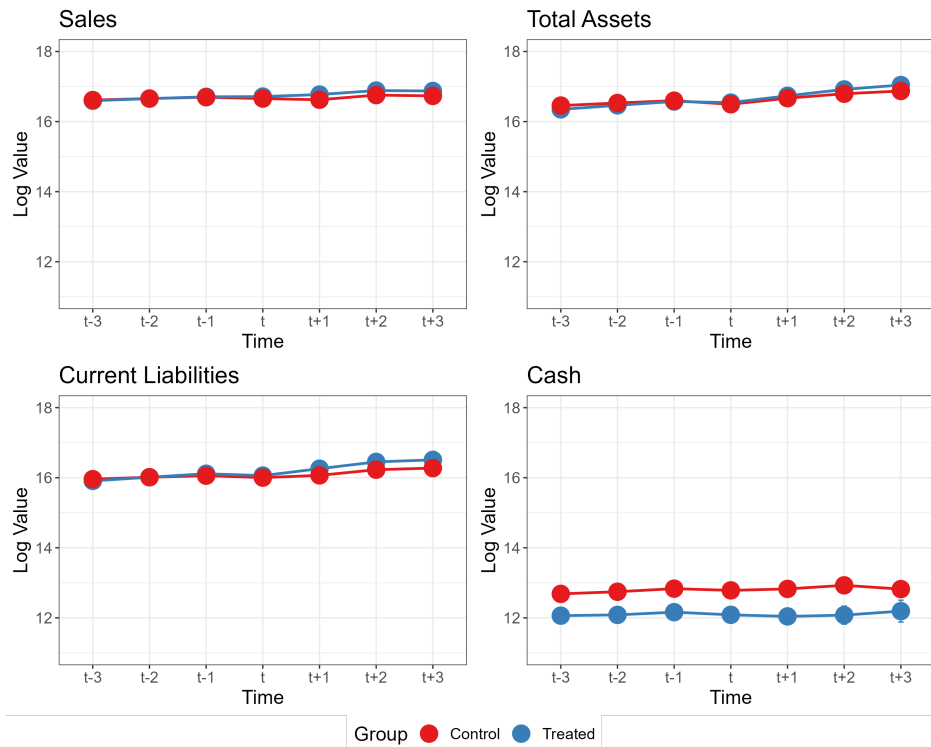 Sales
Total Assets
18
16
14
12
Log Value
t-3 t-2 t-1 t t+1 t+2 t+3
Time
18
16
14
12
Log Value
t-3 t-2 t-1 t t+1 t+2 t+3
Time
Current Liabilities
Cash
18
16
14
12
Log Value
t-3 t-2 t-1 t t+1 t+2 t+3
Time
18
16
14
12
Log Value
t-3 t-2 t-1 t t+1 t+2 t+3
Time
Group Control Treated